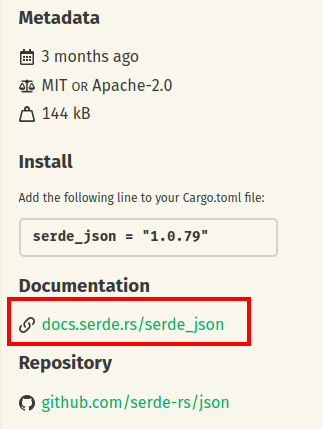 Metadata
3 months ago
MIT OR Apache-2.0
144 kB
Install
Add the following line to your Cargo.toml file:
serde_json = "1.0.79"
Documentation
docs.serde.rs/serde_json
Repository
github.com/serde-rs/json